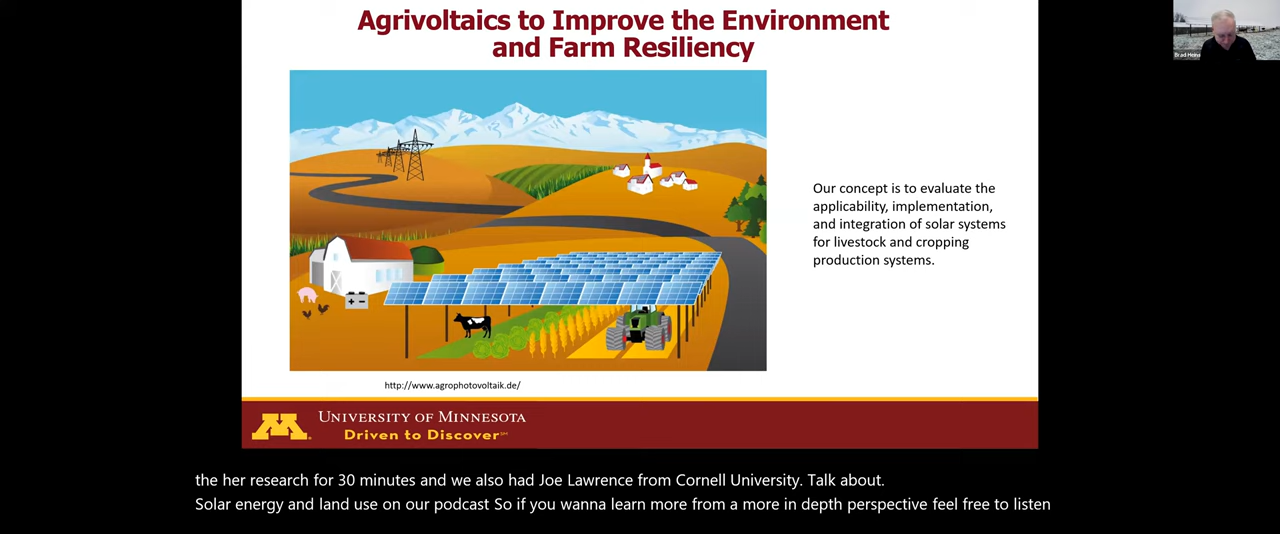 Agrivoltaics to Improve the Environment
and Farm Resiliency
Brad Heins
Our concept is to evaluate the
applicability, implementation,
and integration of solar systems
for livestock and cropping
production systems.
http://www.agrophotovoltaik.de/
UNIVERSITY OF MINNESOTA
Driven to Discover℠
the her research for 30 minutes and we also had Joe Lawrence from Cornell University. Talk about.
Solar energy and land use on our podcast So if you wanna learn more from a more in depth perspective feel free to listen